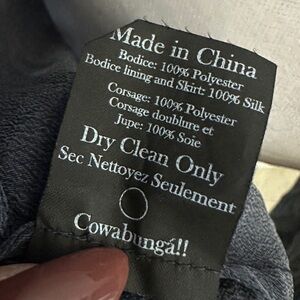 Made in China
Bodice: 100% Polyester
Bodice lining and Skirt: 100% Silk
Corsage: 100% Polyester
Corsage doublure et
Jupe: 100% Soie
Dry Clean Only
Sec Nettoyez Seulement
Cowabungá!!